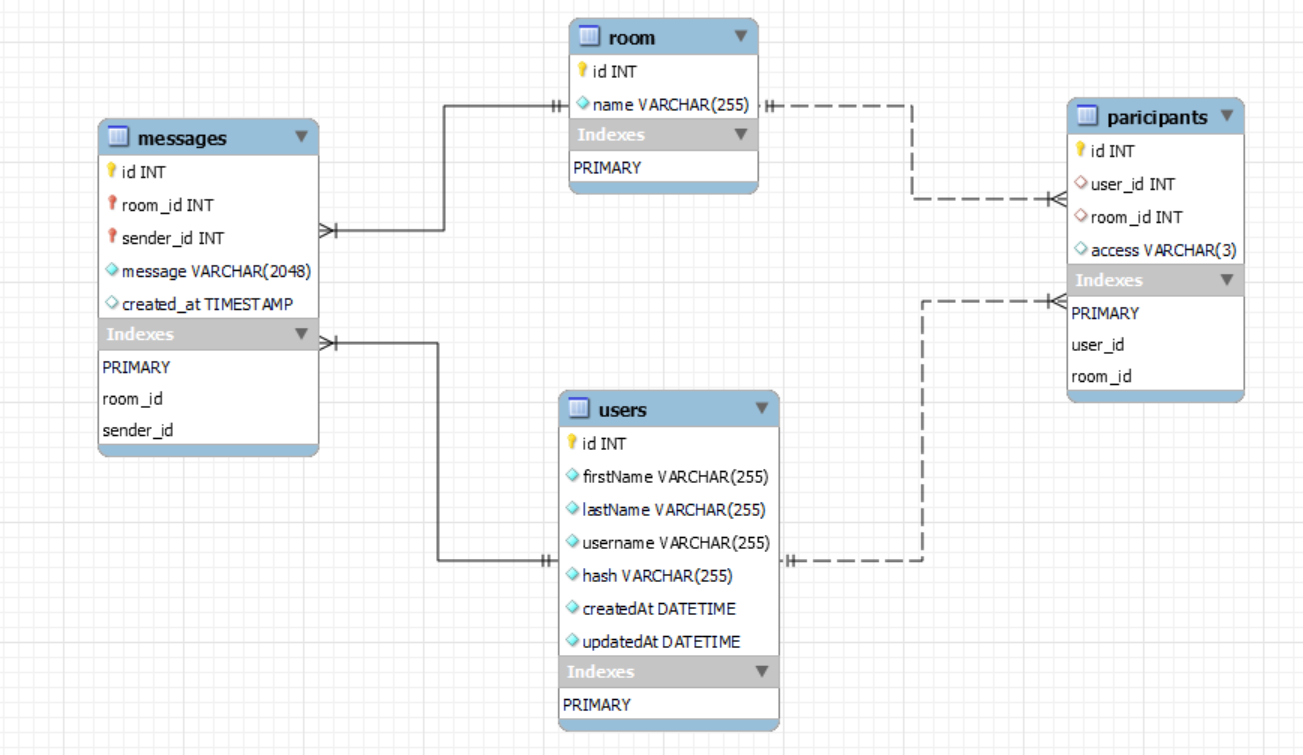 messages
id INT
room_id INT
sender_id INT
message VARCHAR(2048)
created_at TIMESTAMP
Indexes
PRIMARY
room_id
sender_id
room
id INT
name VARCHAR(255)
Indexes
PRIMARY
users
id INT
firstName VARCHAR(255)
lastName VARCHAR(255)
username VARCHAR(255)
hash VARCHAR(255)
createdAt DATETIME
updatedAt DATETIME
Indexes
PRIMARY
paricipants
id INT
user_id INT
room_id INT
access VARCHAR(3)
Indexes
PRIMARY
user_id
room_id